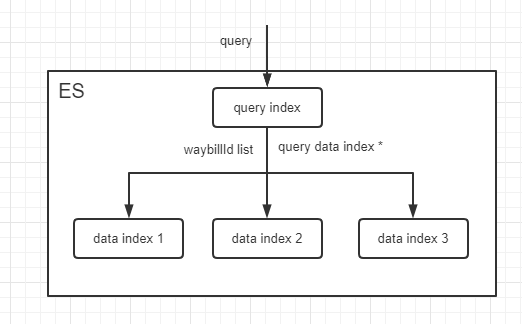 query
ES
query index
waybillId list
query data index *
data index 1
data index 2
data index 3